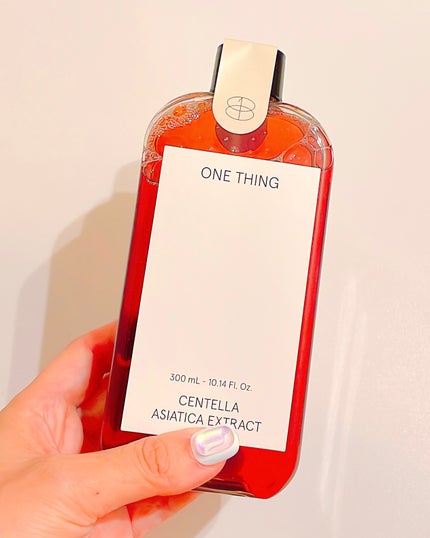 ONE THING
300 mL - 10.14 Fl. Oz.
CENTELLA
ASIATICA EXTRACT